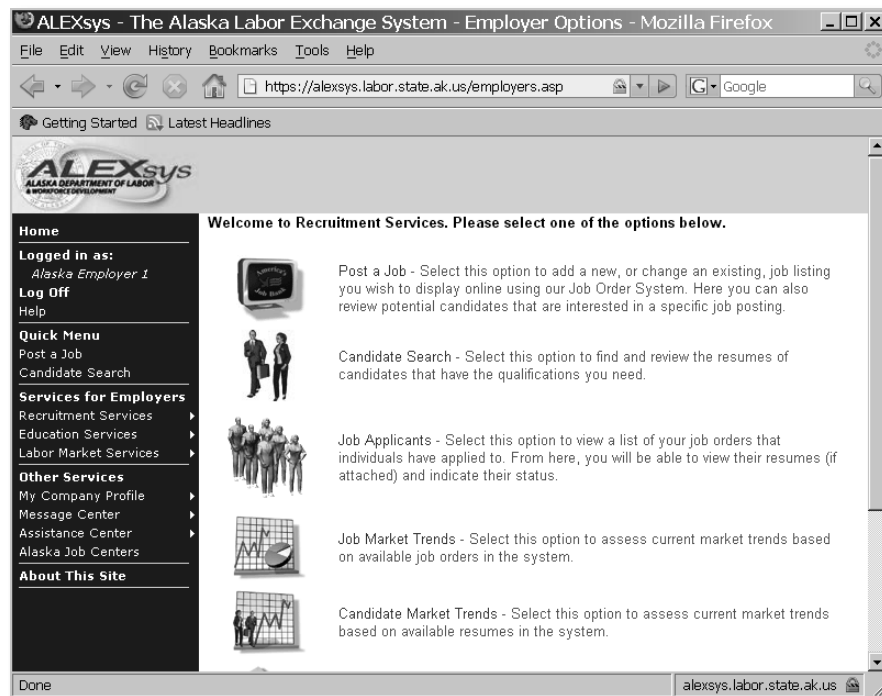 ALEXsys - The Alaska Labor Exchange System - Employer Options - Mozilla Firefox
File Edit View History Bookmarks Tools Help
https://alexsys.labor.state.ak.us/employers.asp
G Google
Getting Started Latest Headlines
ALEXsys
ALASKA DEPARTMENT OF LABOR
& WORKFORCE DEVELOPMENT
Home
Logged in as:
Alaska Employer 1
Log Off
Help
Quick Menu
Post a Job
Candidate Search
Services for Employers
Recruitment Services
Education Services
Labor Market Services
Other Services
My Company Profile
Message Center
Assistance Center
Alaska Job Centers
About This Site
Welcome to Recruitment Services. Please select one of the options below.
America's
Job Bank
Post a Job - Select this option to add a new, or change an existing, job listing
you wish to display online using our Job Order System. Here you can also
review potential candidates that are interested in a specific job posting.
Candidate Search - Select this option to find and review the resumes of
candidates that have the qualifications you need.
Job Applicants - Select this option to view a list of your job orders that
individuals have applied to. From here, you will be able to view their resumes (if
attached) and indicate their status.
Job Market Trends - Select this option to assess current market trends based
on available job orders in the system.
Candidate Market Trends - Select this option to assess current market trends
based on available resumes in the system.
Done
alexsys.labor.state.ak.us